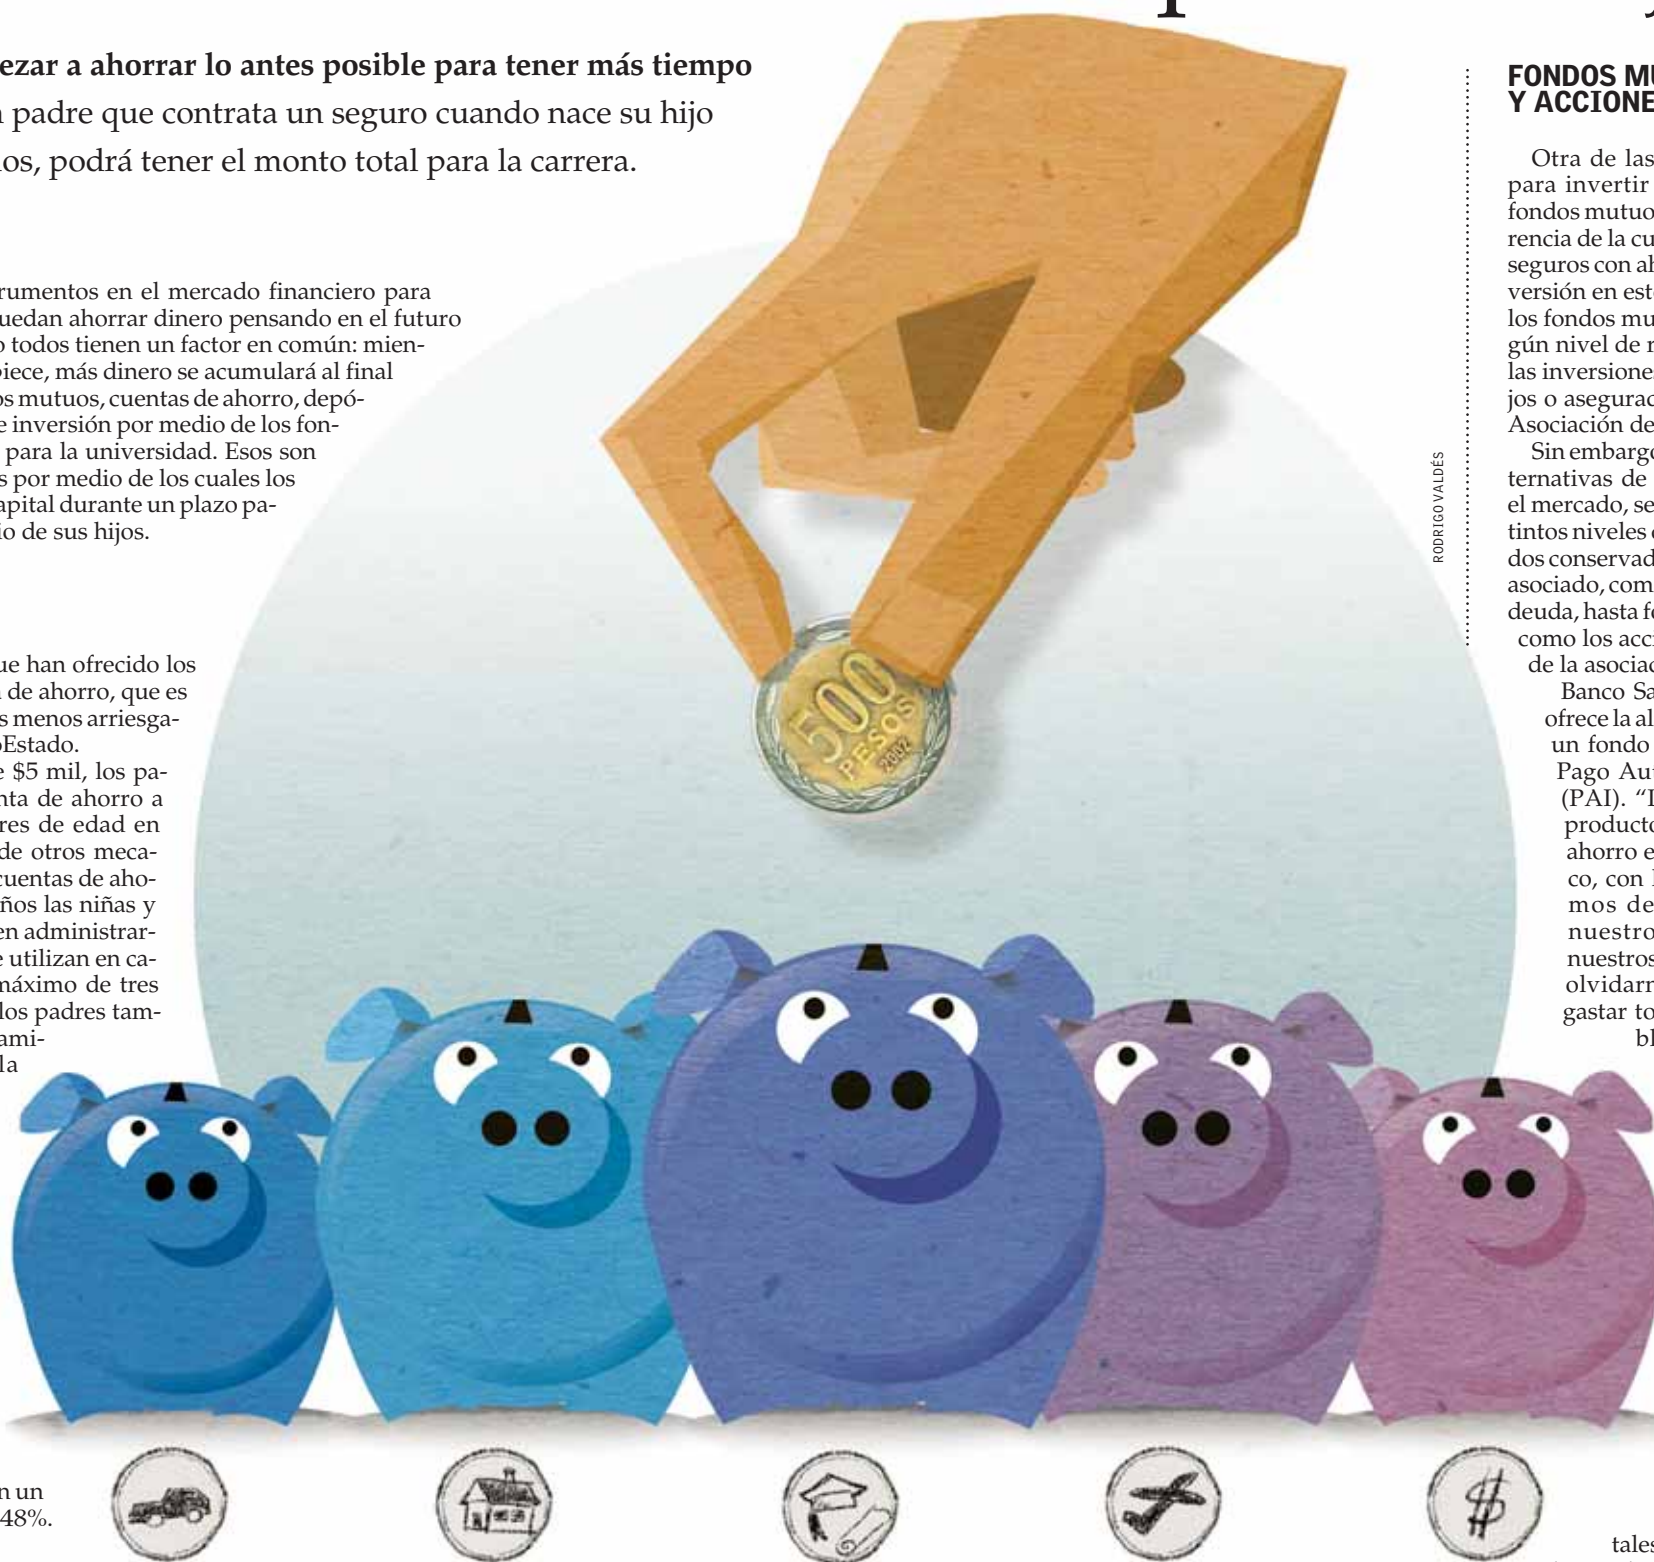 ezar a ahorrar lo antes posible para tener más tiempo
padre que contrata un seguro cuando nace su hijo
os, podrá tener el monto total para la carrera.
rumentos en el mercado financiero para
uedan ahorrar dinero pensando en el futuro
o todos tienen un factor en común: mien-
piece, más dinero se acumulará al final
os mutuos, cuentas de ahorro, depó-
e inversión por medio de los fon-
para la universidad. Esos son
s por medio de los cuales los
apital durante un plazo pa-
io de sus hijos.
ue han ofrecido los
a de ahorro, que es
s menos arriesga-
oEstado.
e $5 mil, los pa-
nta de ahorro a
res de edad en
de otros meca-
cuentas de aho-
ños las niñas y
en administrar-
e utilizan en ca-
máximo de tres
los padres tam-
ami-
la
n un
48%.
500
PESOS
2002
RODRIGO VALDÉS
FONDOS MU
Y ACCIONE
Otra de las
para invertir
fondos mutuo
rencia de la cu
seguros con ah
versión en est
los fondos mu
gún nivel de r
las inversiones
jos o asegurad
Asociación de
Sin embargo
ternativas de
el mercado, se
tintos niveles
dos conservad
asociado, com
deuda, hasta f
como los acci
de la asociac
Banco Sa
ofrece la al
un fondo
Pago Au
(PAI). “I
producto
ahorro e
co, con
mos de
nuestro
nuestros
olvidarn
gastar to
bl
tales